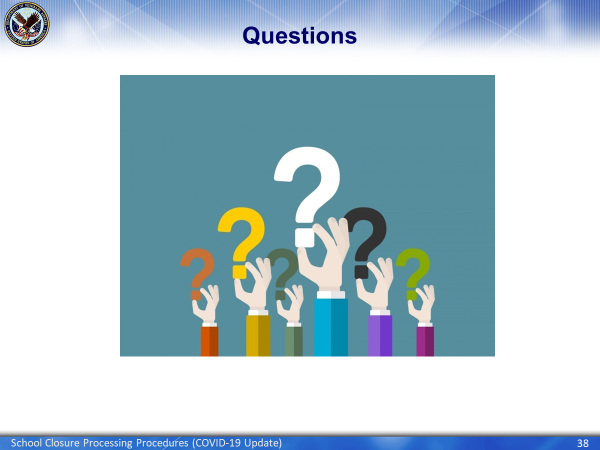 Questions
? ? ? ? ? ?
School Closure Processing Procedures (COVID-19 Update)
38